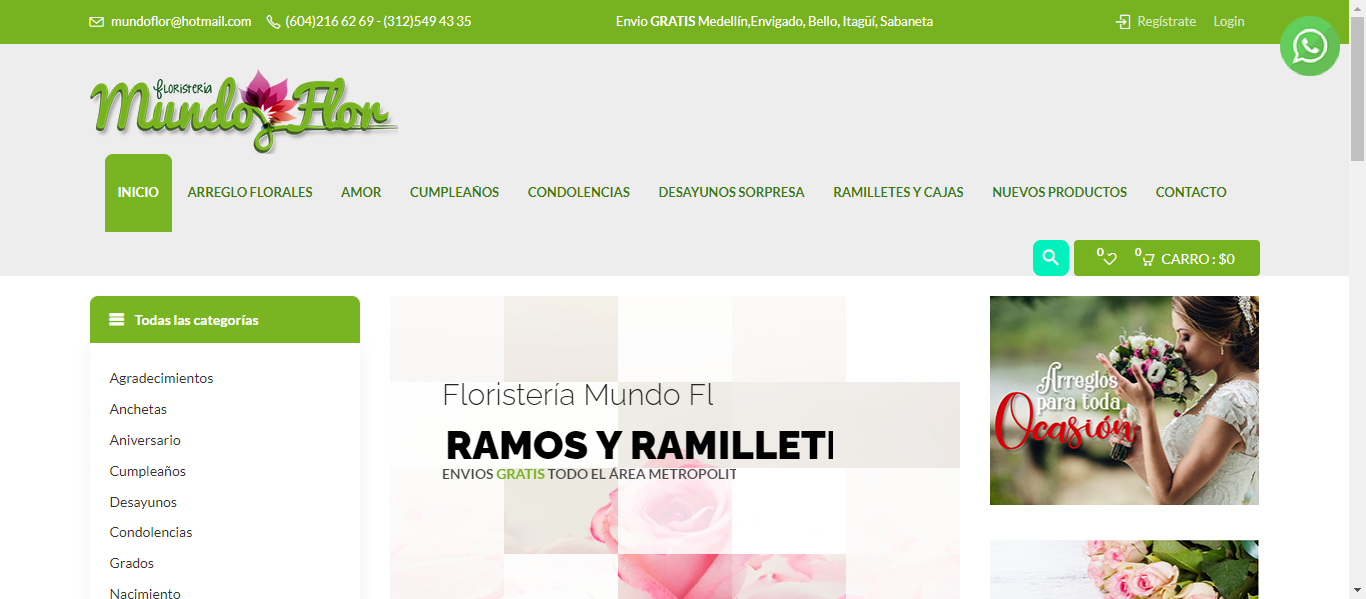 mundoflor@hotmail.com (604)216 62 69 - (312)549 43 35 Envio GRATIS Medellín,Envigado, Bello, Itagüí, Sabaneta Regístrate Login
FLORISTERIA
Mundo Flor
INICIO ARREGLO FLORALES AMOR CUMPLEAÑOS CONDOLENCIAS DESAYUNOS SORPRESA RAMILLETES Y CAJAS NUEVOS PRODUCTOS CONTACTO
0 0 CARRO : $0
Todas las categorías
Agradecimientos
Anchetas
Aniversario
Cumpleaños
Desayunos
Condolencias
Grados
Nacimiento
Floristería Mundo Fl
RAMOS Y RAMILLET
ENVIOS GRATIS TODO EL ÁREA METROPOLIT
Arreglos
para toda
Ocasión